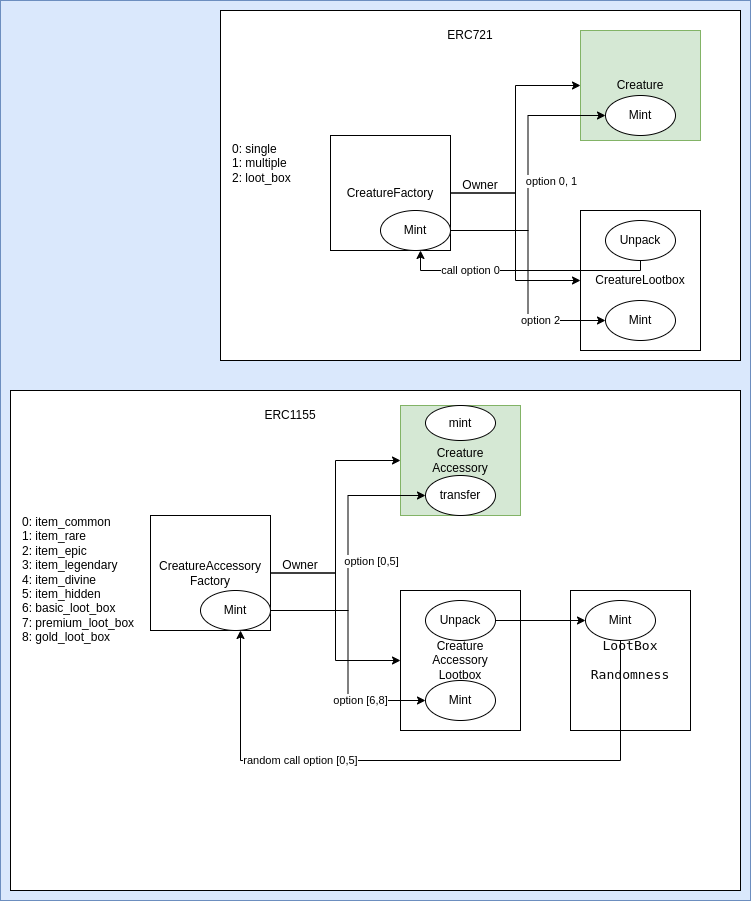 ERC721
Creature
Mint
0: single
1: multiple
2: loot_box
CreatureFactory
Owner
option 0, 1
Mint
Unpack
call option 0
CreatureLootbox
option 2
Mint
ERC1155
mint
Creature
Accessory
transfer
0: item_common
1: item_rare
2: item_epic
3: item_legendary
4: item_divine
5: item_hidden
6: basic_loot_box
7: premium_loot_box
8: gold_loot_box
CreatureAccessory
Factory
Owner
option [0,5]
Mint
Unpack
Creature
Accessory
Lootbox
option [6,8]
Mint
Mint
LootBox
Randomness
random call option [0,5]